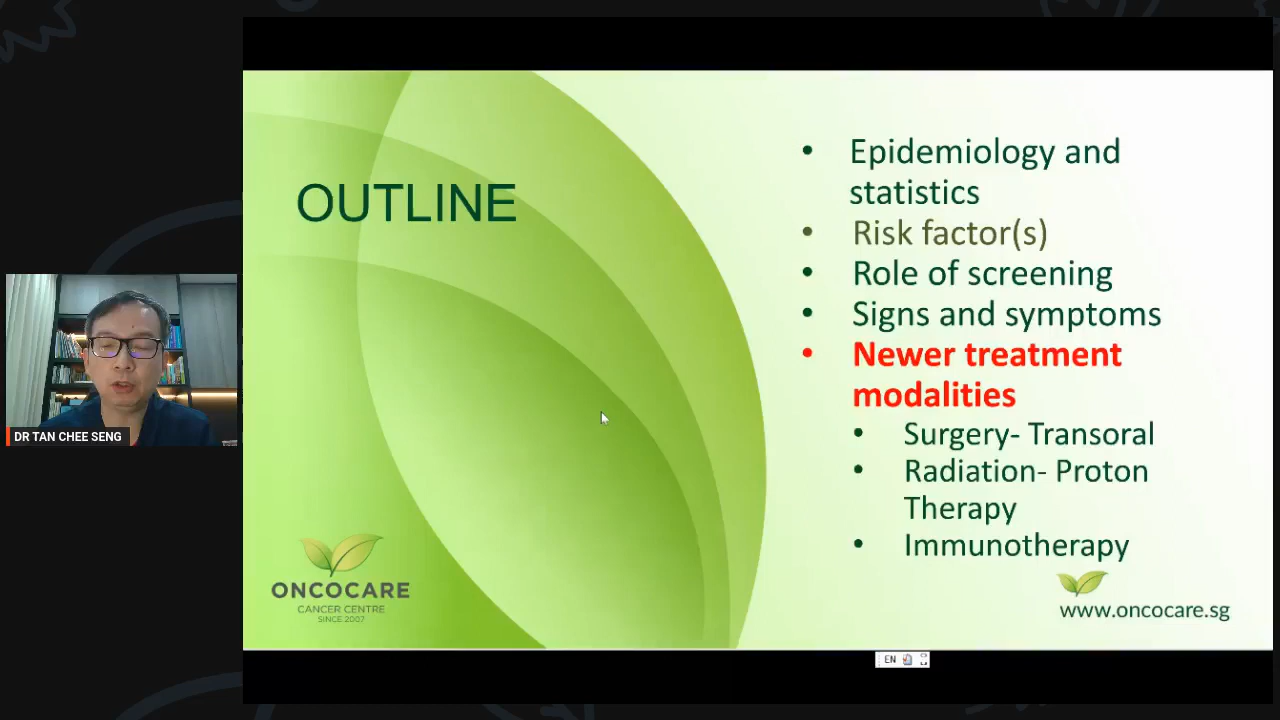 OUTLINE
• Epidemiology and
statistics
• Risk factor(s)
• Role of screening
• Signs and symptoms
• Newer treatment
modalities
• Surgery- Transoral
• Radiation- Proton
Therapy
• Immunotherapy
DR TAN CHEE SENG
ONCOCARE
CANCER CENTRE
SINCE 2007
www.oncocare.sg
EN